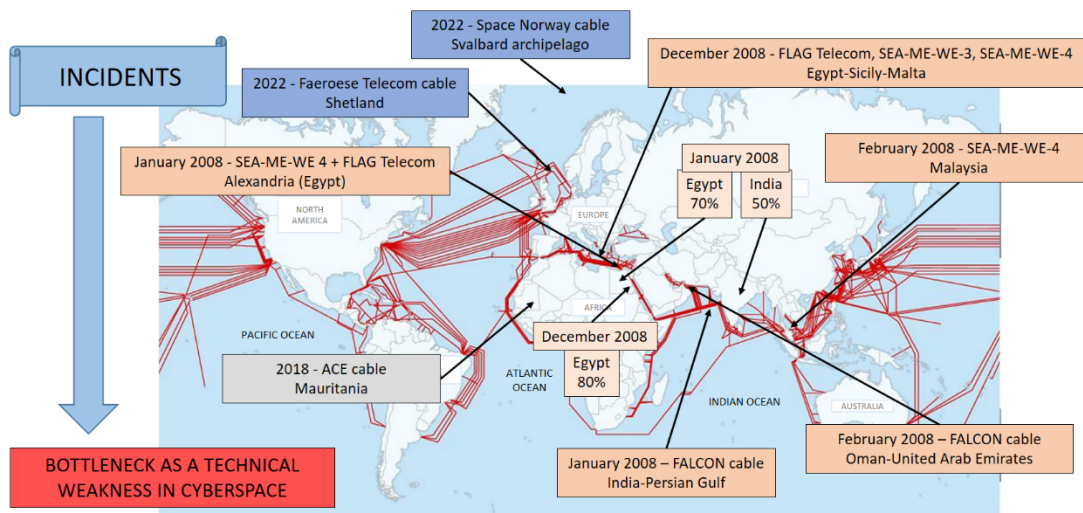 INCIDENTS
2022 - Space Norway cable
Svalbard archipelago
2022 - Faeroese Telecom cable
Shetland
December 2008 - FLAG Telecom, SEA-ME-WE-3, SEA-ME-WE-4
Egypt-Sicily-Malta
January 2008 - SEA-ME-WE 4 + FLAG Telecom
Alexandria (Egypt)
January 2008
Egypt
70%
India
50%
February 2008 - SEA-ME-WE-4
Malaysia
NORTH
AMERICA
EUROPE
AFRICA
PACIFIC OCEAN
December 2008
Egypt
80%
2018 - ACE cable
Mauritania
ATLANTIC
OCEAN
INDIAN OCEAN
AUSTRALIA
January 2008 – FALCON cable
India-Persian Gulf
February 2008 – FALCON cable
Oman-United Arab Emirates
BOTTLENECK AS A TECHNICAL
WEAKNESS IN CYBERSPACE